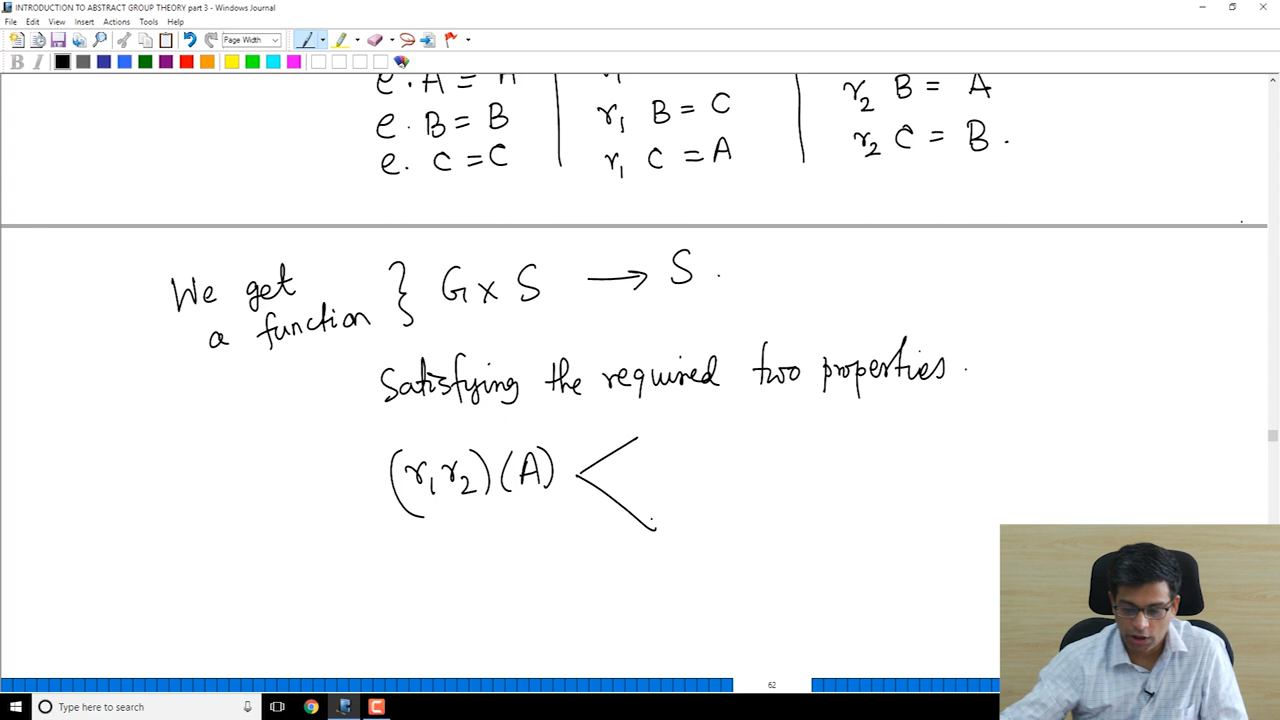 INTRODUCTION TO ABSTRACT GROUP THEORY part 3 - Windows Journal
File Edit View Insert Actions Tools Help
Page Width
B I
e · A = A
e · B = B
e · C = C
r₁ B = C
r₁ C = A
r₂ B = A
r₂ C = B .
We get
a function } G x S → S .
Satisfying the required two properties .
(r₁ r₂) (A)
62
Type here to search